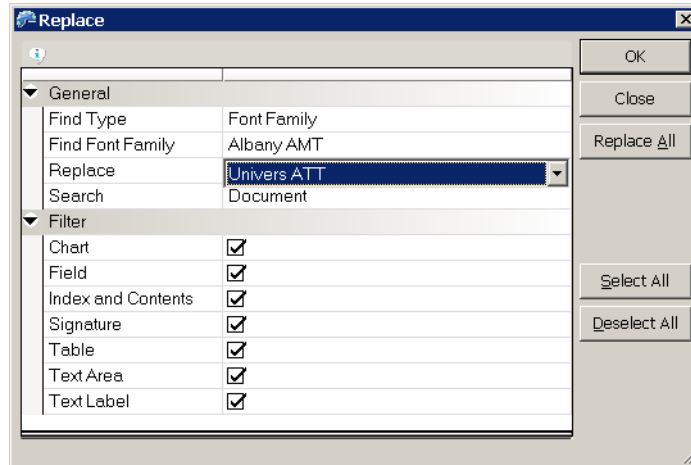 Replace
OK
General
Close
Find Type Font Family
Find Font Family Albany AMT
Replace All
Replace Univers ATT
Search Document
Filter
Chart
Field
Select All
Index and Contents
Signature
Deselect All
Table
Text Area
Text Label